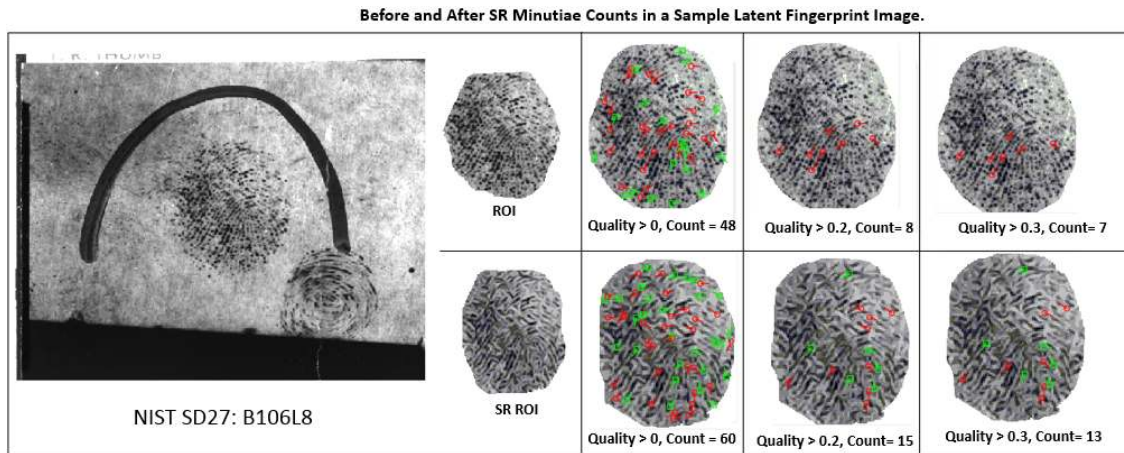 Before and After SR Minutiae Counts in a Sample Latent Fingerprint Image.
ROI
Quality > 0, Count = 48
Quality > 0.2, Count= 8
Quality > 0.3, Count= 7
NIST SD27: B106L8
SR ROI
Quality > 0, Count = 60
Quality > 0.2, Count= 15
Quality > 0.3, Count= 13